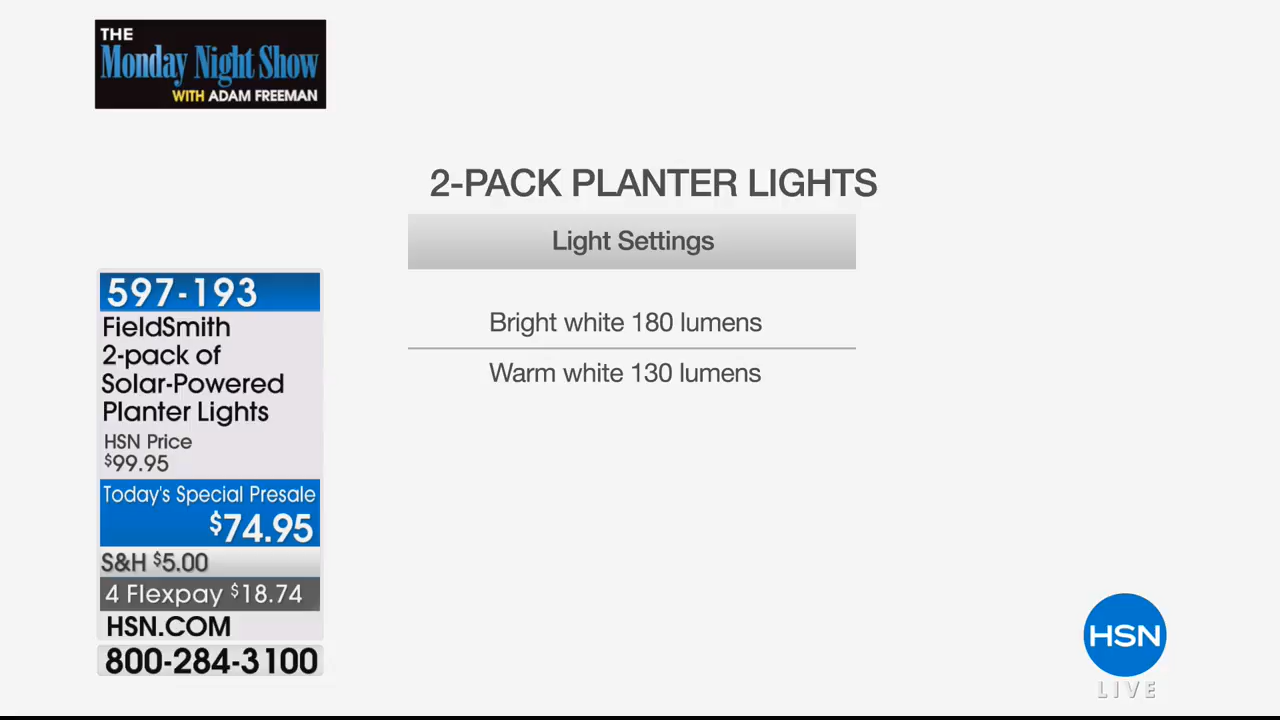 THE
Monday Night Show
WITH ADAM FREEMAN
2-PACK PLANTER LIGHTS
Light Settings
Bright white 180 lumens
Warm white 130 lumens
597-193
FieldSmith
2-pack of
Solar-Powered
Planter Lights
HSN Price
$99.95
Today's Special Presale
$74.95
S&H $5.00
4 Flexpay $18.74
HSN.COM
800-284-3100
HSN
LIVE